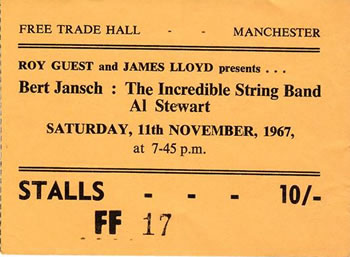 FREE TRADE HALL - - MANCHESTER
ROY GUEST and JAMES LLOYD presents . . .
Bert Jansch : The Incredible String Band
Al Stewart
SATURDAY, 11th NOVEMBER, 1967,
at 7-45 p.m.
STALLS - - - 10/-
FF 17